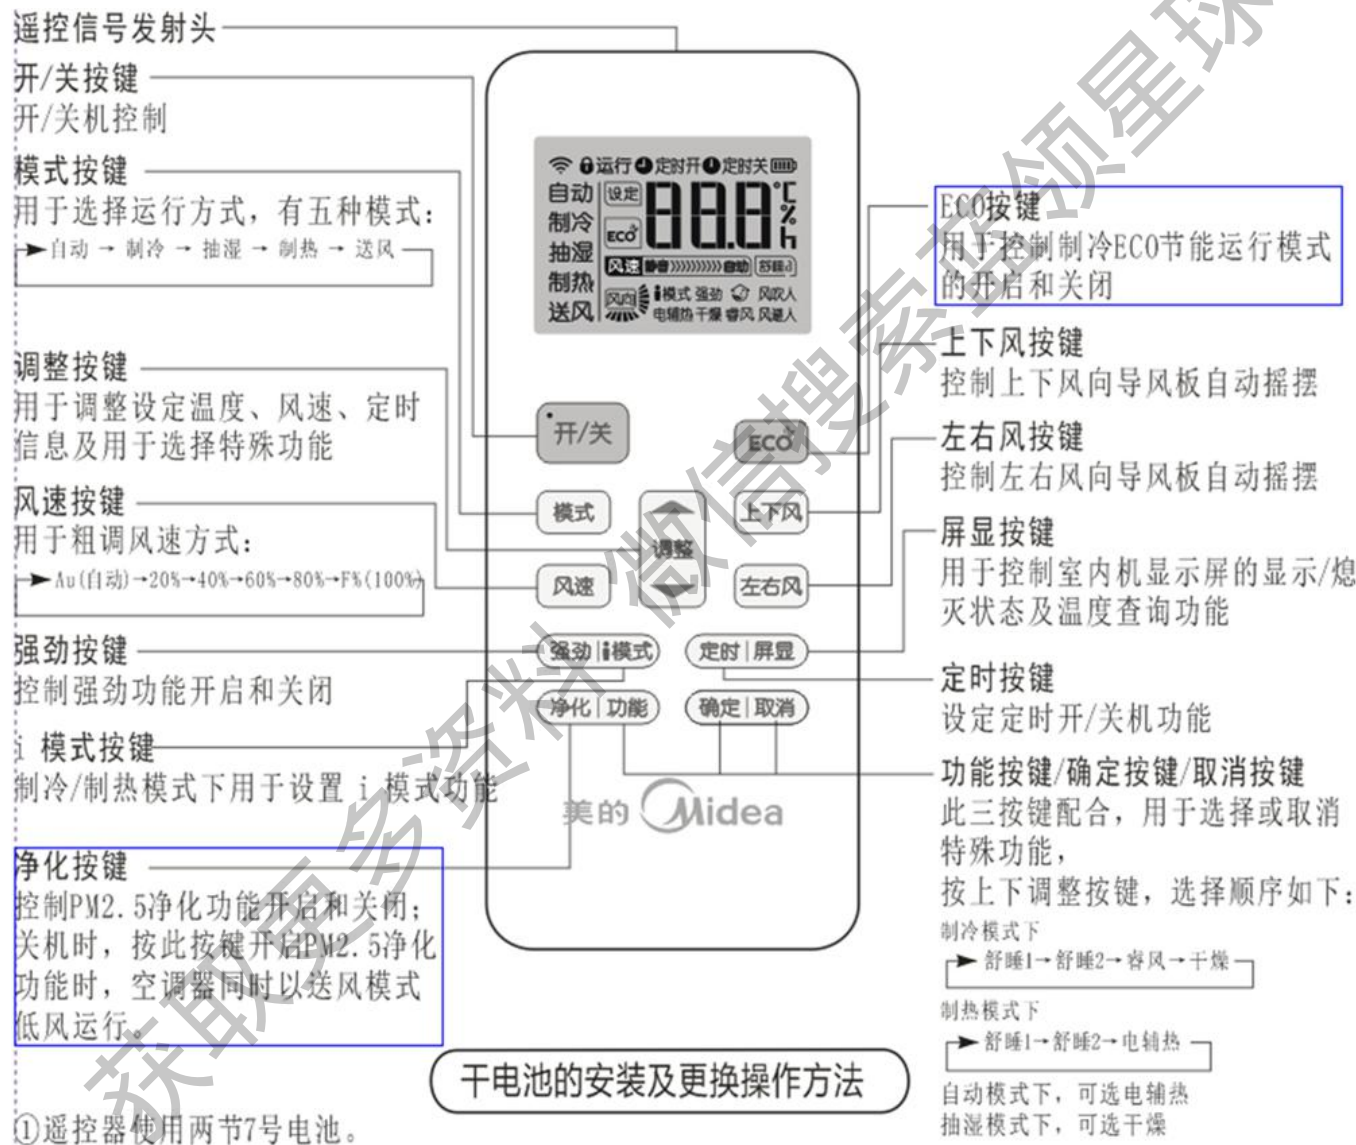 遥控信号发射头
开/关按键
开/关机控制
模式按键
用于选择运行方式，有五种模式：
自动 → 制冷 → 抽湿 → 制热 → 送风
调整按键
用于调整设定温度、风速、定时
信息及用于选择特殊功能
风速按键
用于粗调风速方式：
Au(自动)→20%→40%→60%→80%→F%(100%)
强劲按键
控制强劲功能开启和关闭
i 模式按键
制冷/制热模式下用于设置 i 模式功能
净化按键
控制PM2.5净化功能开启和关闭；
关机时，按此按键开启PM2.5净化
功能时，空调器同时以送风模式
低风运行。
①遥控器使用两节7号电池。
运行 定时开 定时关
自动 设定 88.8 ℃ % h
制冷 ECO
抽湿 风速 静音 》》》》》 自动 舒睡
制热 风向 i模式 强劲 风吹人
送风 电辅热 干燥 睿风 风避人
开/关 ECO
模式 调整 上下风
风速 左右风
强劲 | i模式 定时 | 屏显
净化 | 功能 确定 | 取消
美的 Midea
干电池的安装及更换操作方法
ECO按键
用于控制制冷ECO节能运行模式
的开启和关闭
上下风按键
控制上下风向导风板自动摇摆
左右风按键
控制左右风向导风板自动摇摆
屏显按键
用于控制室内机显示屏的显示/熄
灭状态及温度查询功能
定时按键
设定定时开/关机功能
功能按键/确定按键/取消按键
此三按键配合，用于选择或取消
特殊功能，
按上下调整按键，选择顺序如下：
制冷模式下
舒睡1→舒睡2→睿风→干燥
制热模式下
舒睡1→舒睡2→电辅热
自动模式下，可选电辅热
抽湿模式下，可选干燥
获取更多资料 微信搜索蓝领星球